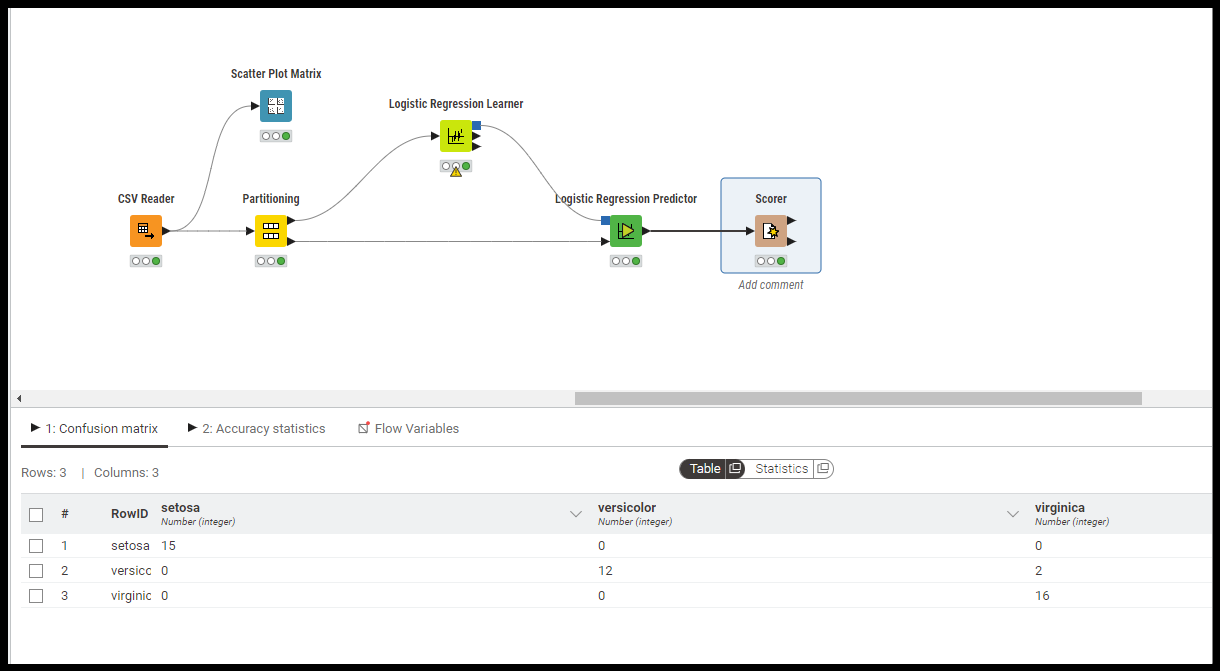 Scatter Plot Matrix
Logistic Regression Learner
CSV Reader
Partitioning
Logistic Regression Predictor
Scorer
Add comment
1: Confusion matrix
2: Accuracy statistics
Flow Variables
Rows: 3 | Columns: 3
Table
Statistics
# RowID setosa versicolor virginica
Number (integer) Number (integer) Number (integer)
1 setosa 15 0 0
2 versicc 0 12 2
3 virginic 0 0 16